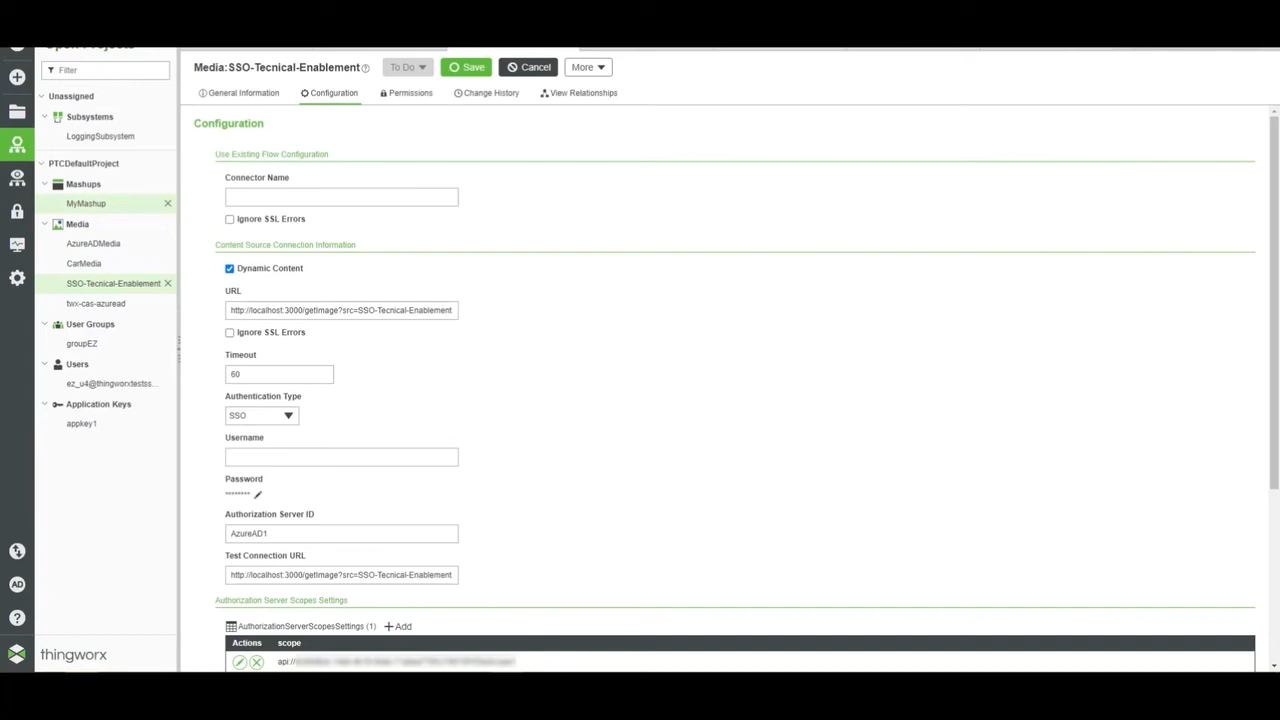 Filter
Unassigned
Subsystems
LoggingSubsystem
PTCDefaultProject
Mashups
MyMashup
Media
AzureADMedia
CarMedia
SSO-Tecnical-Enablement
twx-cas-azuread
User Groups
groupEZ
Users
ez_u4@thingworxtestss...
Application Keys
appkey1
AD
thingworx
Media:SSO-Tecnical-Enablement
To Do
Save
Cancel
More
General Information
Configuration
Permissions
Change History
View Relationships
Configuration
Use Existing Flow Configuration
Connector Name
Ignore SSL Errors
Content Source Connection Information
Dynamic Content
URL
http://localhost:3000/getImage?src=SSO-Tecnical-Enablement
Ignore SSL Errors
Timeout
60
Authentication Type
SSO
Username
Password
********
Authorization Server ID
AzureAD1
Test Connection URL
http://localhost:3000/getImage?src=SSO-Tecnical-Enablement
Authorization Server Scopes Settings
AuthorizationServerScopesSettings (1) Add
Actions scope
api://